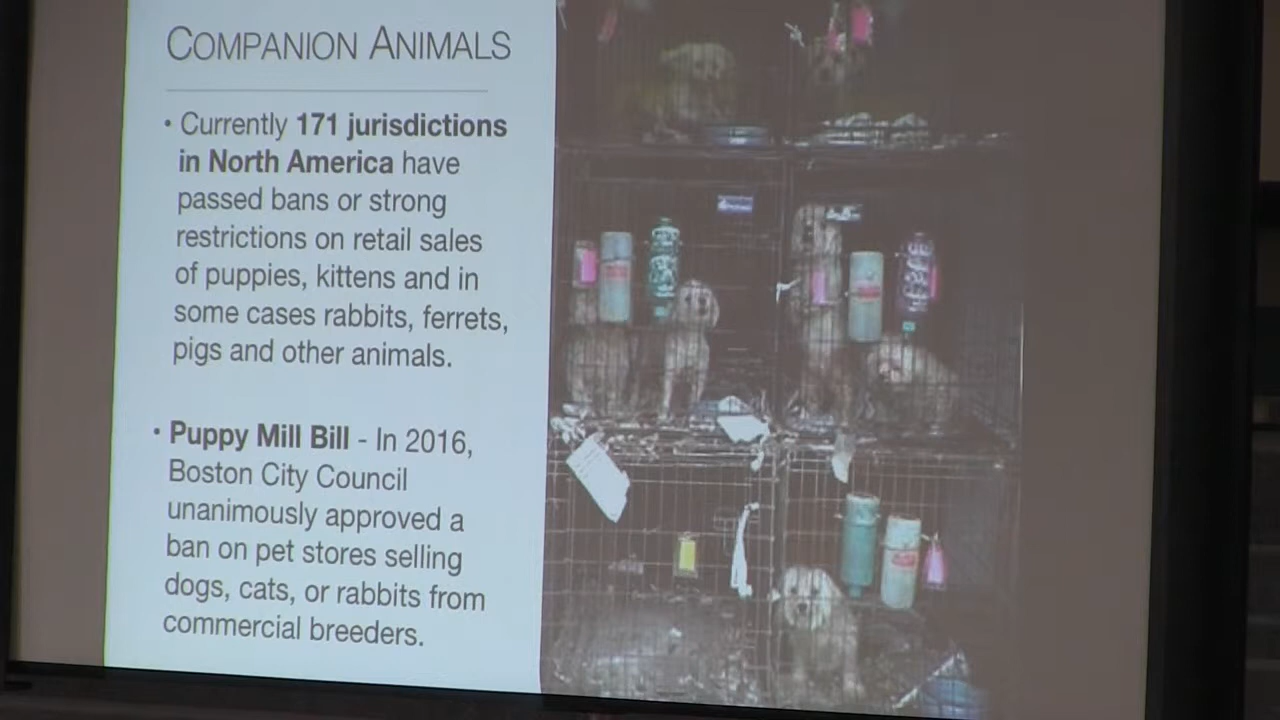 COMPANION ANIMALS
• Currently 171 jurisdictions
in North America have
passed bans or strong
restrictions on retail sales
of puppies, kittens and in
some cases rabbits, ferrets,
pigs and other animals.
• Puppy Mill Bill - In 2016,
Boston City Council
unanimously approved a
ban on pet stores selling
dogs, cats, or rabbits from
commercial breeders.